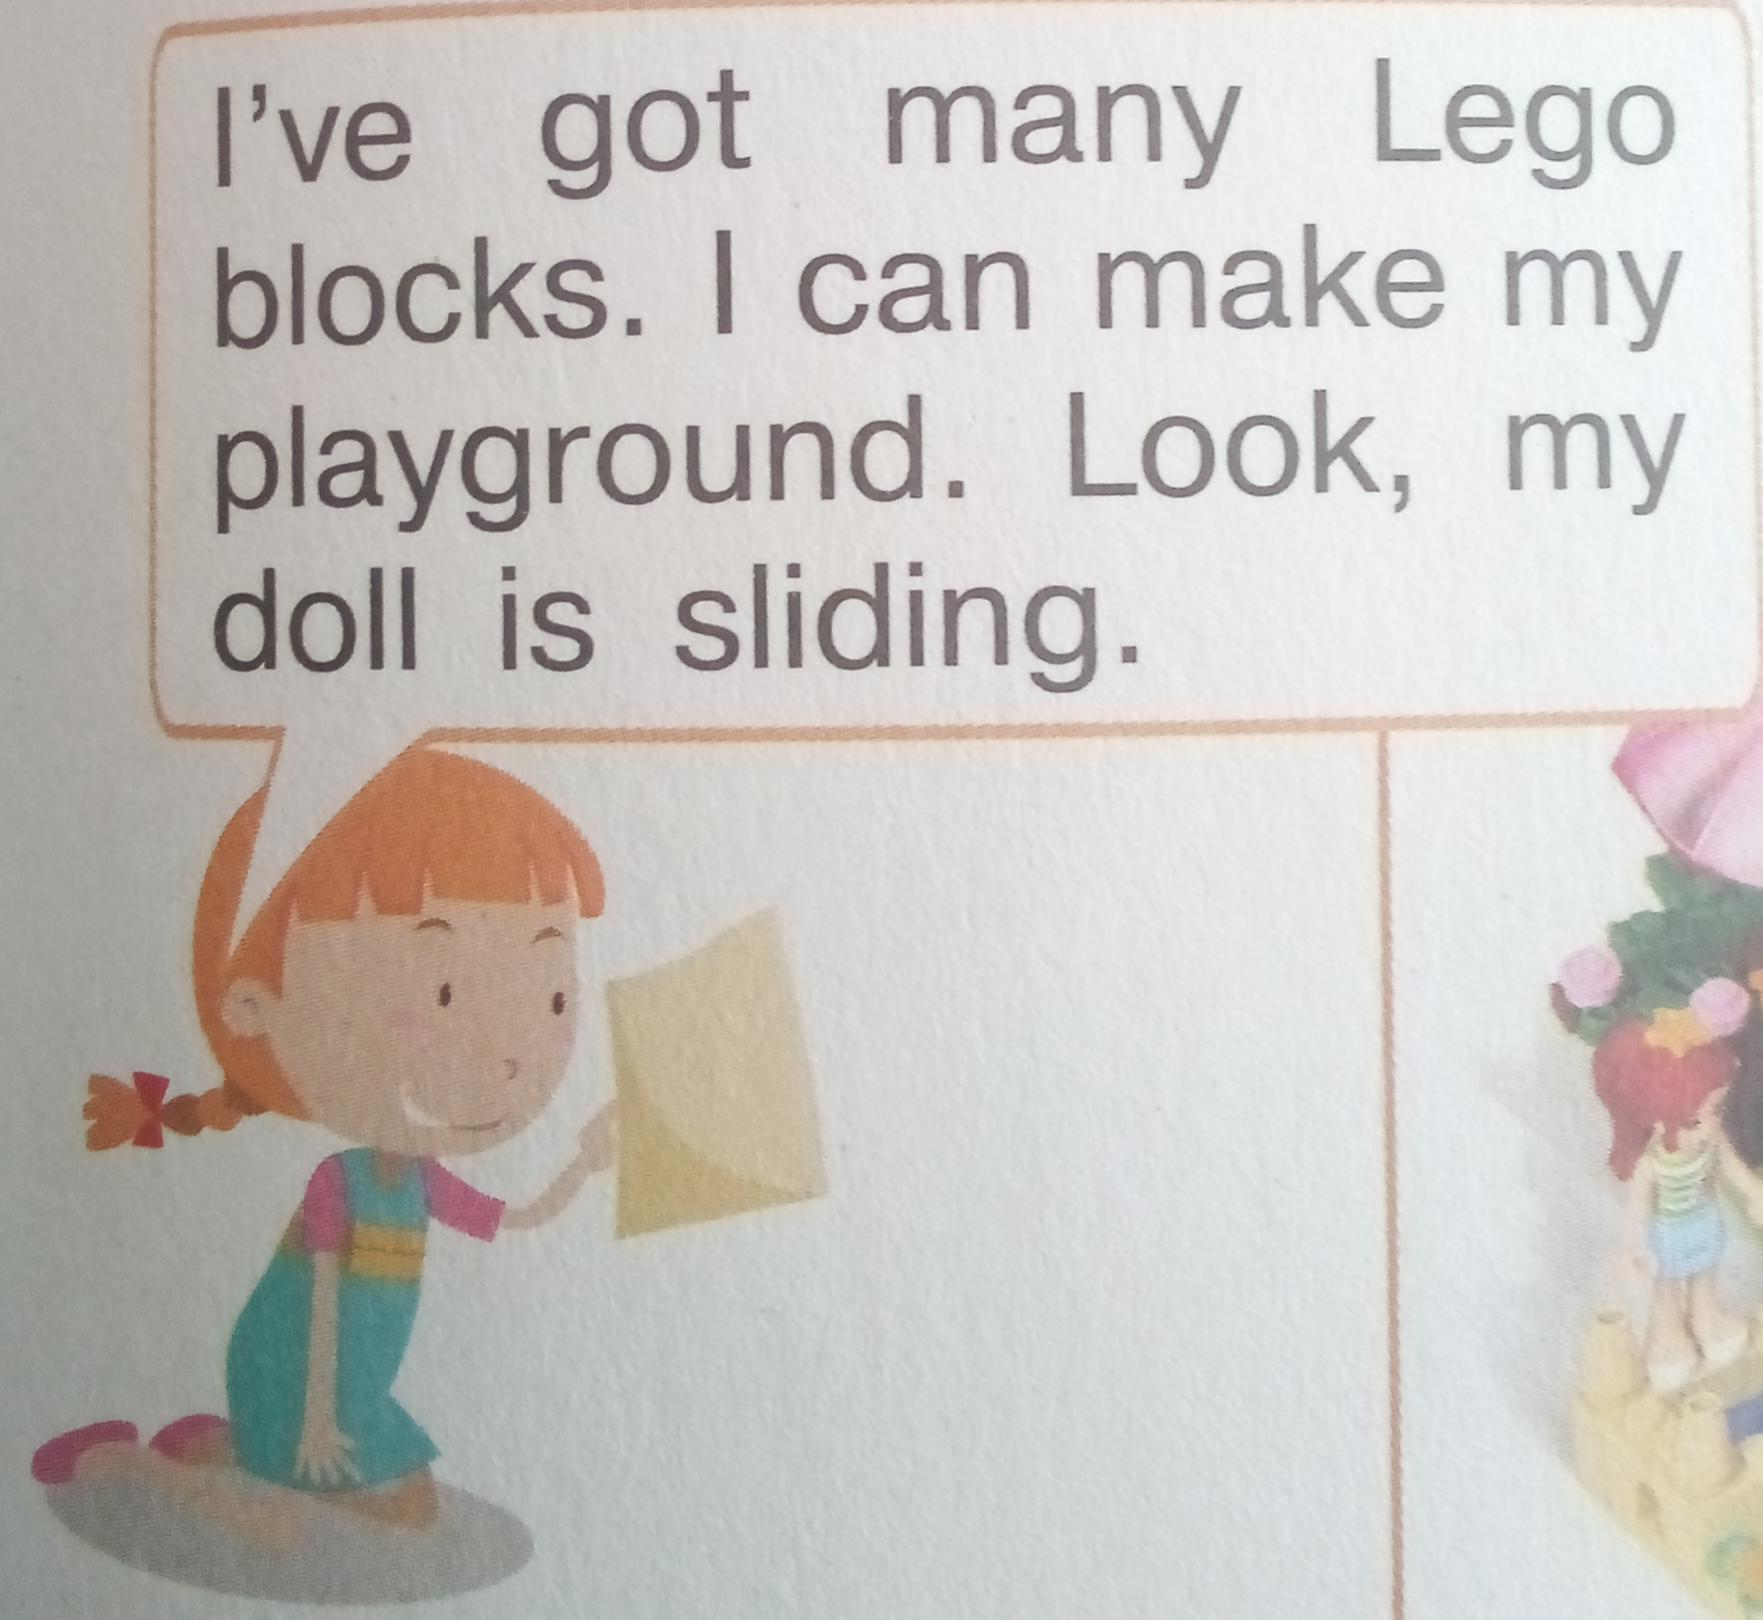 I've got many Lego
blocks. I can make my
playground. Look, my
doll is sliding.